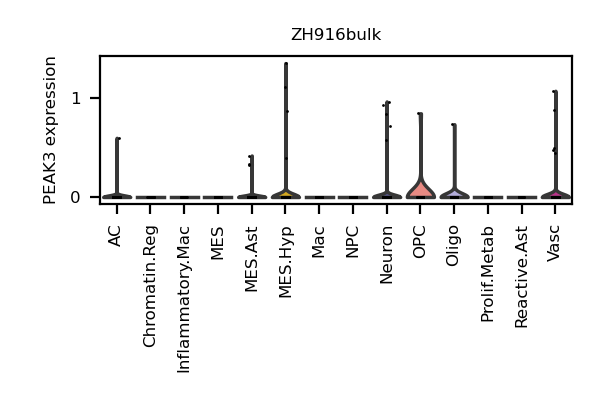 ZH916bulk
PEAK3 expression
1
0
AC
Chromatin.Reg
Inflammatory.Mac
MES
MES.Ast
MES.Hyp
Mac
NPC
Neuron
OPC
Oligo
Prolif.Metab
Reactive.Ast
Vasc